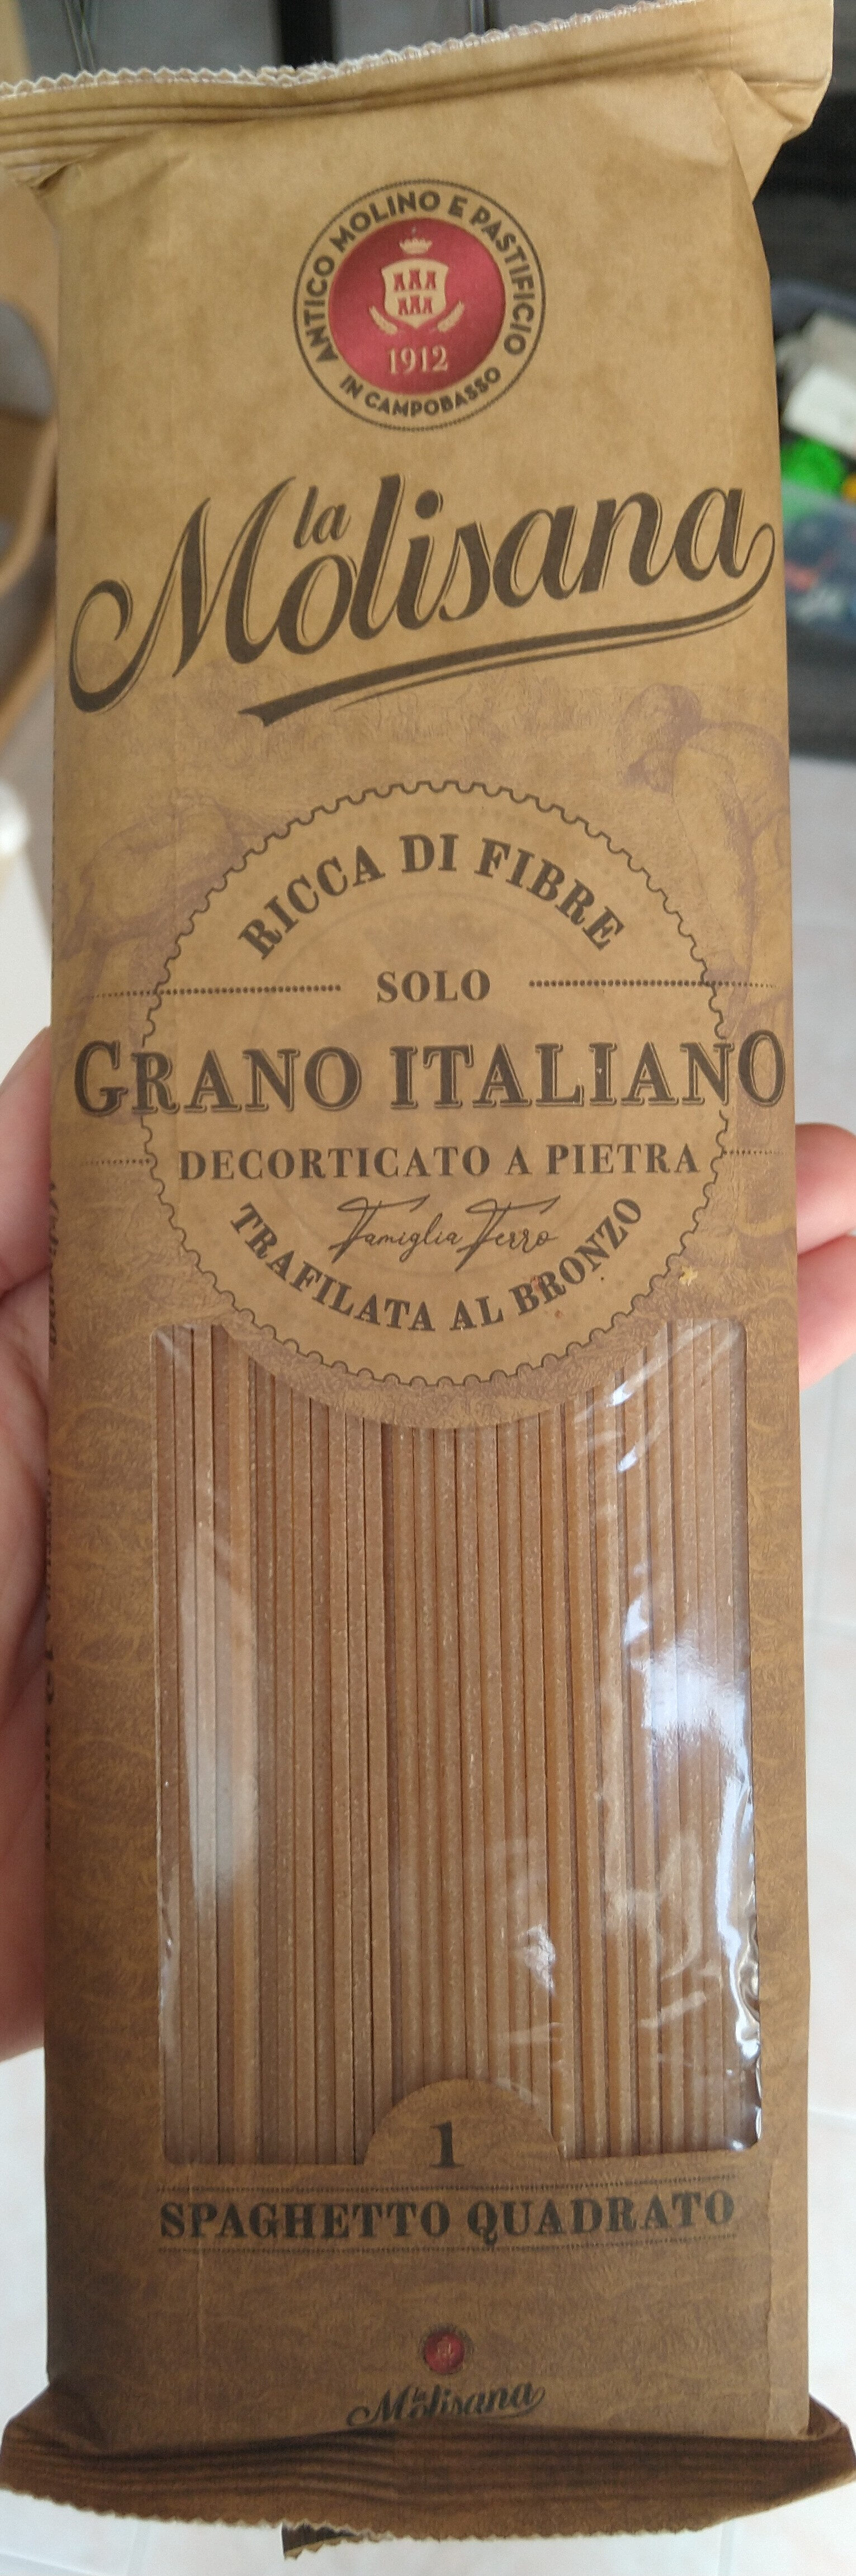 ANTICO MOLINO E PASTIFICIO
1912
IN CAMPOBASSO
la
Molisana
RICCA DI FIBRE
SOLO
GRANO ITALIANO
DECORTICATO A PIETRA
Famiglia Ferro
TRAFILATA AL BRONZO
1
SPAGHETTO QUADRATO
la
Molisana